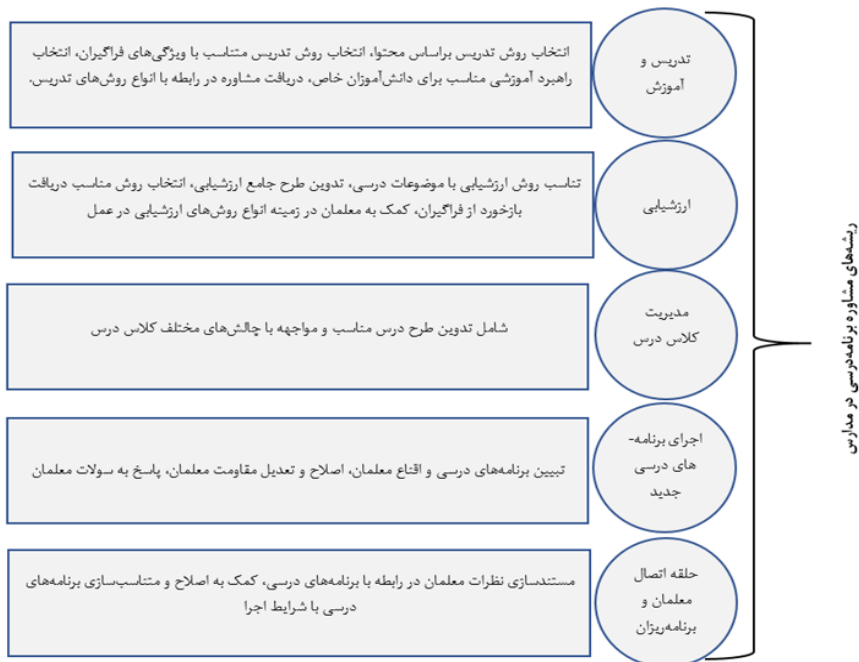 ریشه‌های مشاوره برنامه‌درسی در مدارس
تدریس و
آموزش
انتخاب روش تدریس براساس محتوا، انتخاب روش تدریس متناسب با ویژگی‌های فراگیران، انتخاب
راهبرد آموزشی مناسب برای دانش‌آموزان خاص، دریافت مشاوره در رابطه با انواع روش‌های تدریس.
ارزشیابی
تناسب روش ارزشیابی با موضوعات درسی، تدوین طرح جامع ارزشیابی، انتخاب روش مناسب دریافت
بازخورد از فراگیران، کمک به معلمان در زمینه انواع روش‌های ارزشیابی در عمل
مدیریت
کلاس درس
شامل تدوین طرح درس مناسب و مواجهه با چالش‌های مختلف کلاس درس
اجرای برنامه-
های درسی
جدید
تبیین برنامه‌های درسی و اقناع معلمان، اصلاح و تعدیل مقاومت معلمان، پاسخ به سولات معلمان
حلقه اتصال
معلمان و
برنامه‌ریزان
مستندسازی نظرات معلمان در رابطه با برنامه‌های درسی، کمک به اصلاح و متناسب‌سازی برنامه‌های
درسی با شرایط اجرا